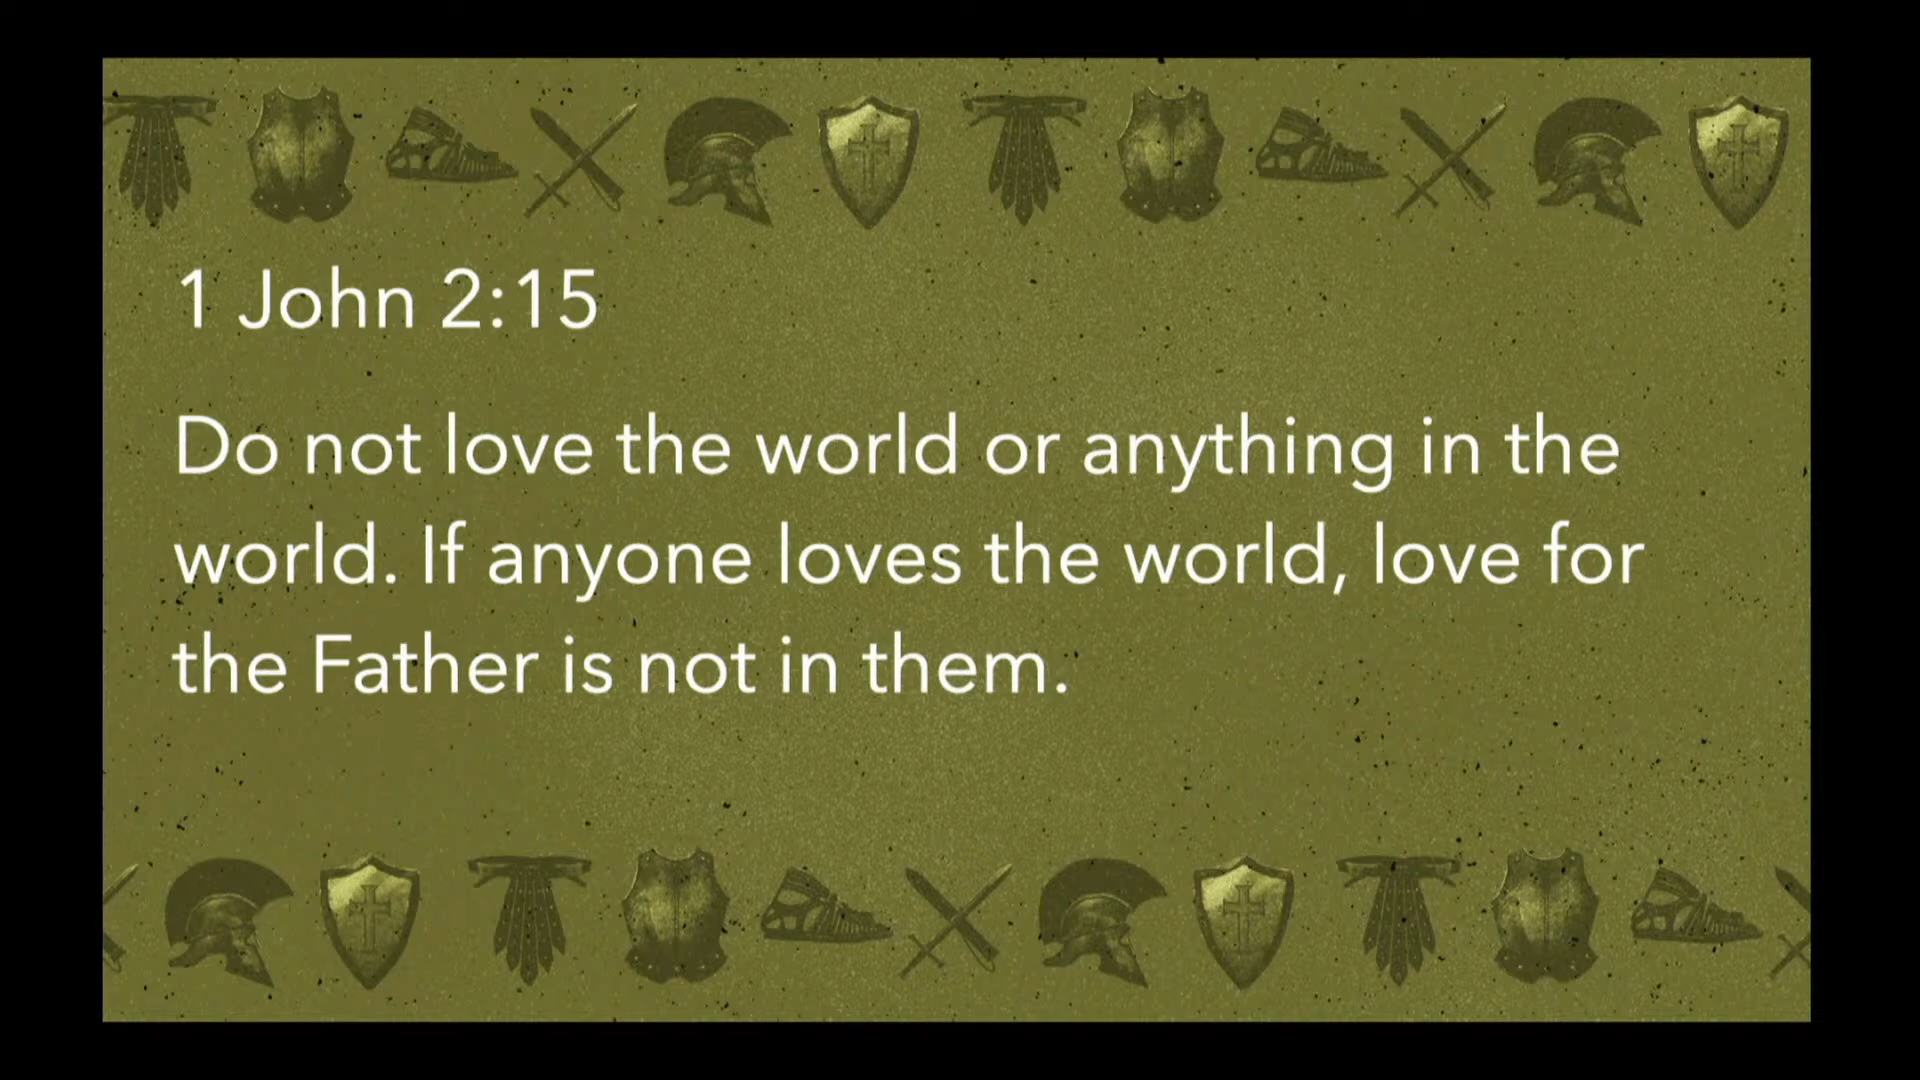 1 John 2:15
Do not love the world or anything in the
world. If anyone loves the world, love for
the Father is not in them.